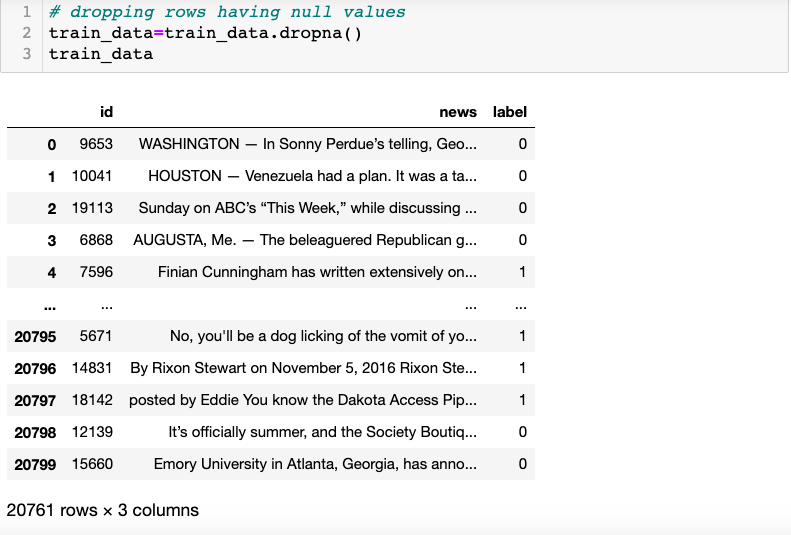 1 # dropping rows having null values
2 train_data=train_data.dropna()
3 train_data
id news label
0 9653 WASHINGTON — In Sonny Perdue’s telling, Geo... 0
1 10041 HOUSTON — Venezuela had a plan. It was a ta... 0
2 19113 Sunday on ABC’s “This Week,” while discussing ... 0
3 6868 AUGUSTA, Me. — The beleaguered Republican g... 0
4 7596 Finian Cunningham has written extensively on... 1
... ... ... ...
20795 5671 No, you'll be a dog licking of the vomit of yo... 1
20796 14831 By Rixon Stewart on November 5, 2016 Rixon Ste... 1
20797 18142 posted by Eddie You know the Dakota Access Pip... 1
20798 12139 It’s officially summer, and the Society Boutiq... 0
20799 15660 Emory University in Atlanta, Georgia, has anno... 0
20761 rows × 3 columns